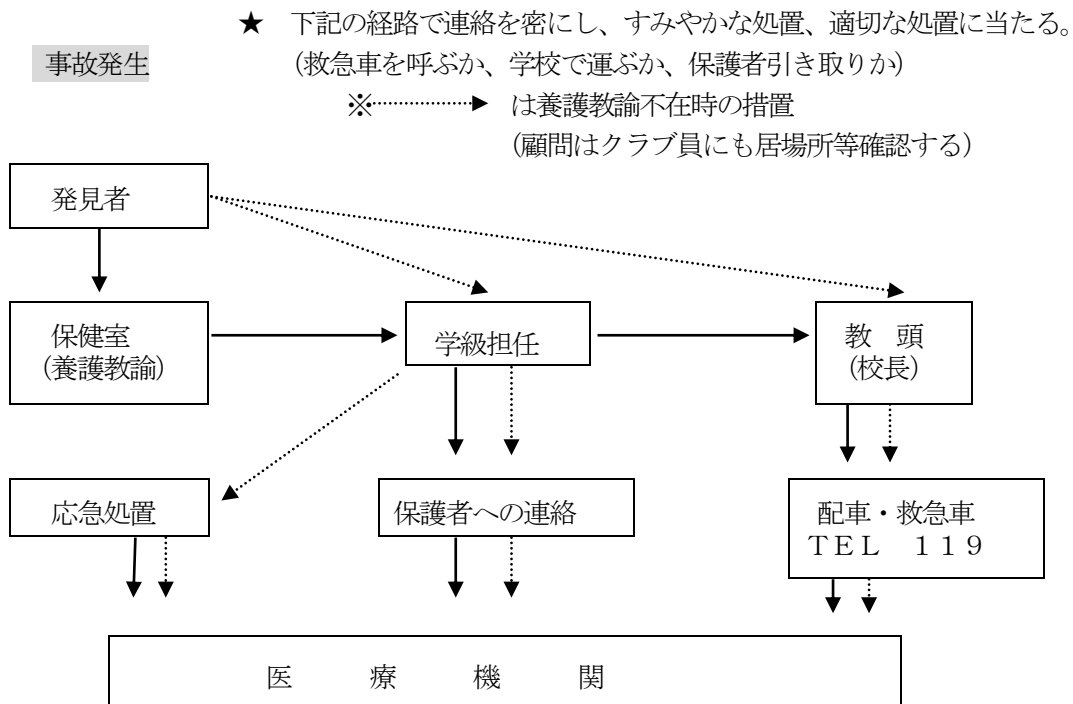 ★ 下記の経路で連絡を密にし、すみやかな処置、適切な処置に当たる。
事故発生
(救急車を呼ぶか、学校で運ぶか、保護者引き取りか)
※ は養護教諭不在時の措置
(顧問はクラブ員にも居場所等確認する)
発見者
保健室
(養護教諭)
学級担任
教 頭
(校長)
応急処置
保護者への連絡
配車・救急車
TEL 119
医 療 機 関